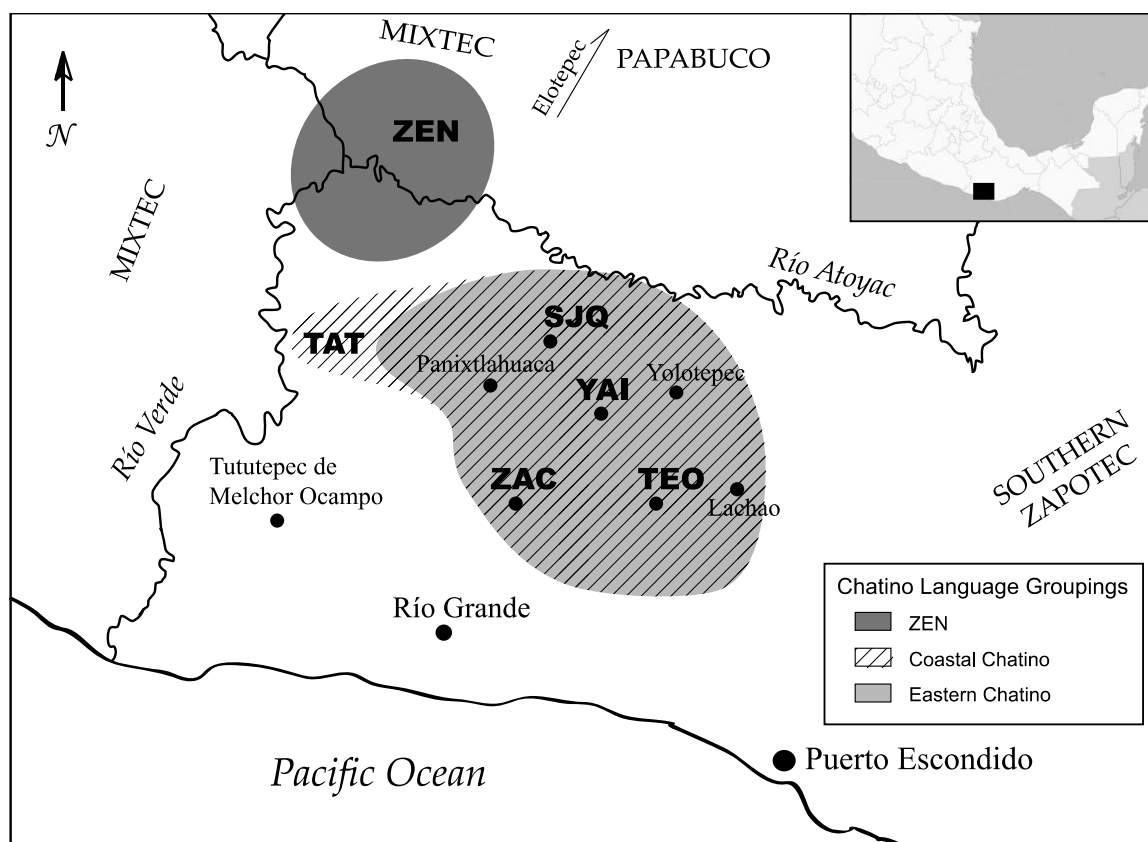 MIXTEC
PAPABUCO
Elotepec
N
ZEN
MIXTEC
Río Atoyac
SJQ
TAT
Panixtlahuaca
YAI
Yolotepec
Río Verde
SOUTHERN
ZAPOTEC
Tututepec de
Melchor Ocampo
ZAC
TEO
Lachao
Río Grande
Chatino Language Groupings
ZEN
Coastal Chatino
Eastern Chatino
Pacific Ocean
Puerto Escondido